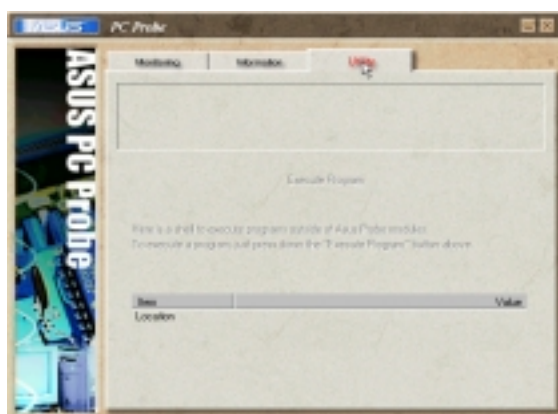 ASUS PC Probe
Monitoring Information Utility
ASUS PC Probe
Execute Program
Here is a shell to execute programs outside of Asus Probe modules.
To execute a program just press down the "Execute Program" button above.
Item Value
Location